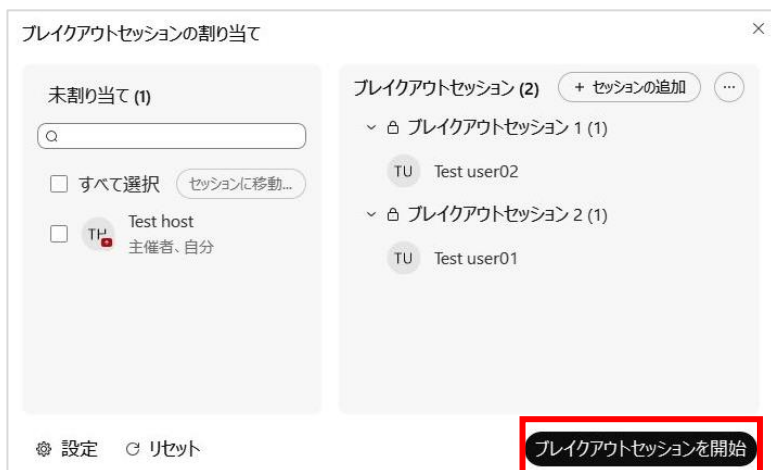 ブレイクアウトセッションの割り当て
未割り当て (1)
すべて選択 セッションに移動...
TH Test host
主催者、自分
ブレイクアウトセッション (2) + セッションの追加 ...
ブレイクアウトセッション 1 (1)
TU Test user02
ブレイクアウトセッション 2 (1)
TU Test user01
設定 リセット
ブレイクアウトセッションを開始